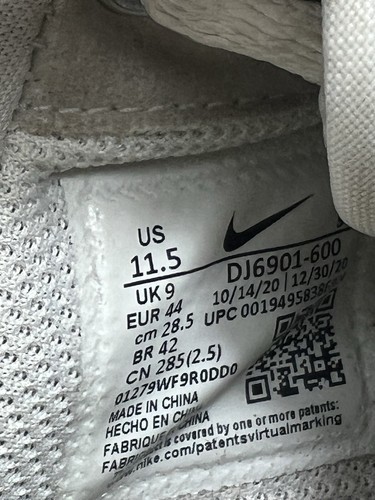 US
11.5
DJ6901-600
UK 9
10/14/20 | 12/30/20
EUR 44
UPC 0019495838
cm 28.5
BR 42
CN 285(2.5)
01279WF9R0DD0
MADE IN CHINA
HECHO EN CHINA
FABRIQUÉ
is covered by one or more patents:
nike.com/patentsvirtualmarking